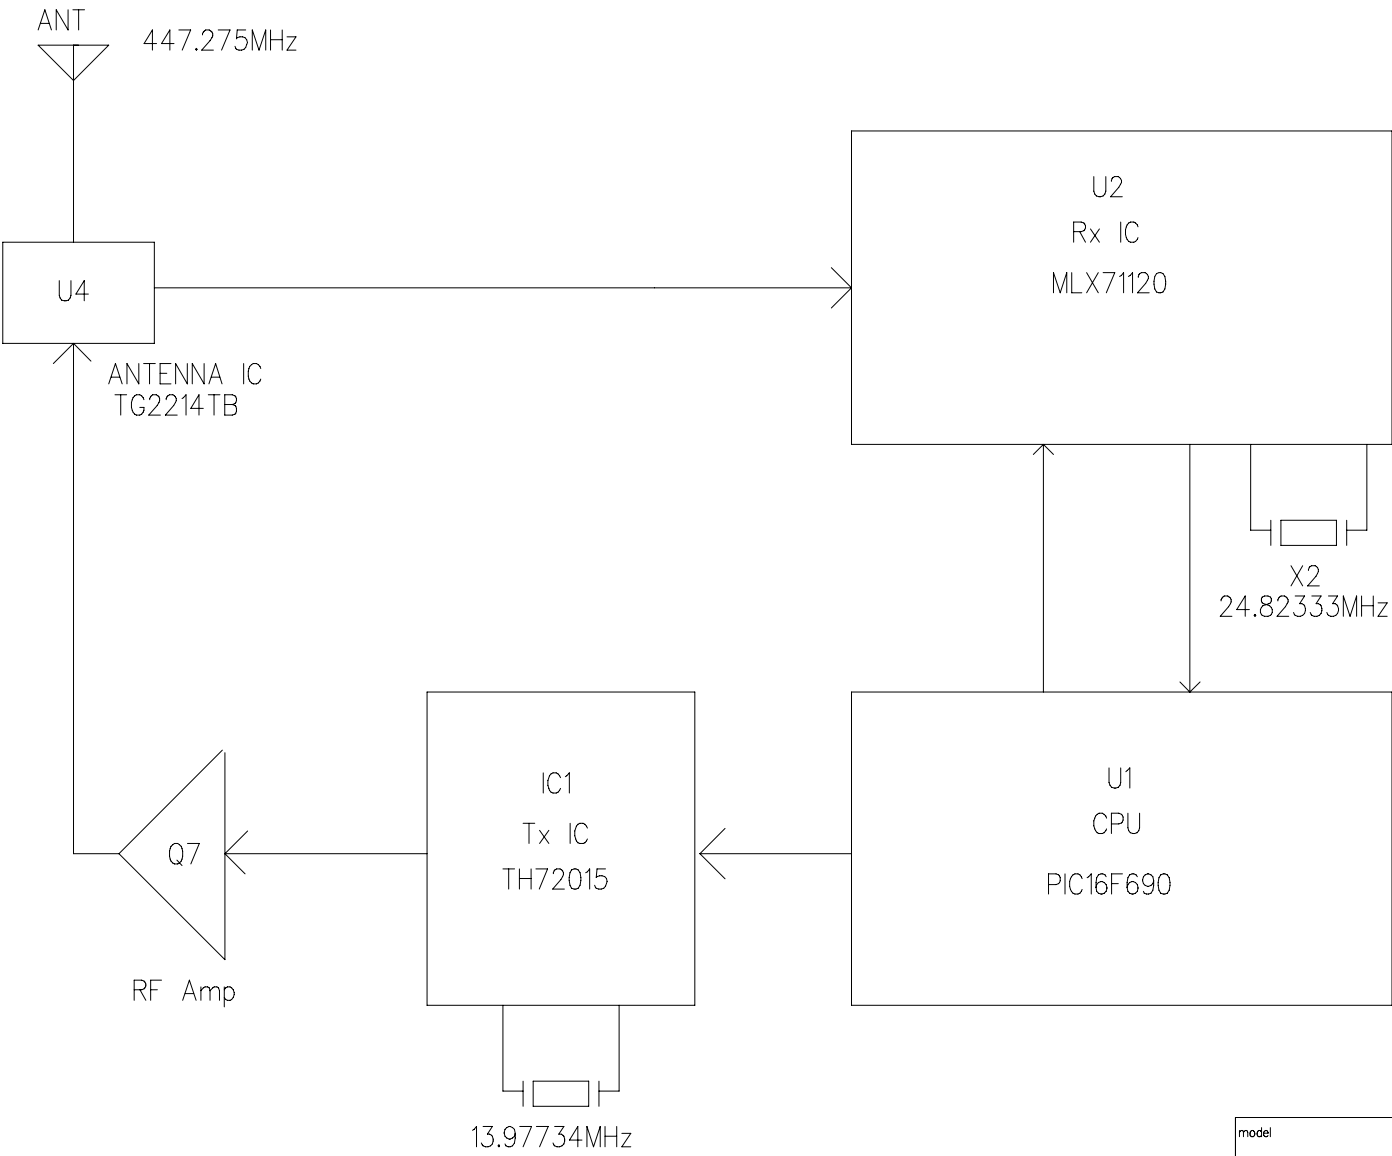 ANT
447.275MHz
U2
Rx IC
MLX71120
U4
ANTENNA IC
TG2214TB
X2
24.82333MHz
IC1
Tx IC
TH72015
U1
CPU
PIC16F690
Q7
RF Amp
13.97734MHz
model